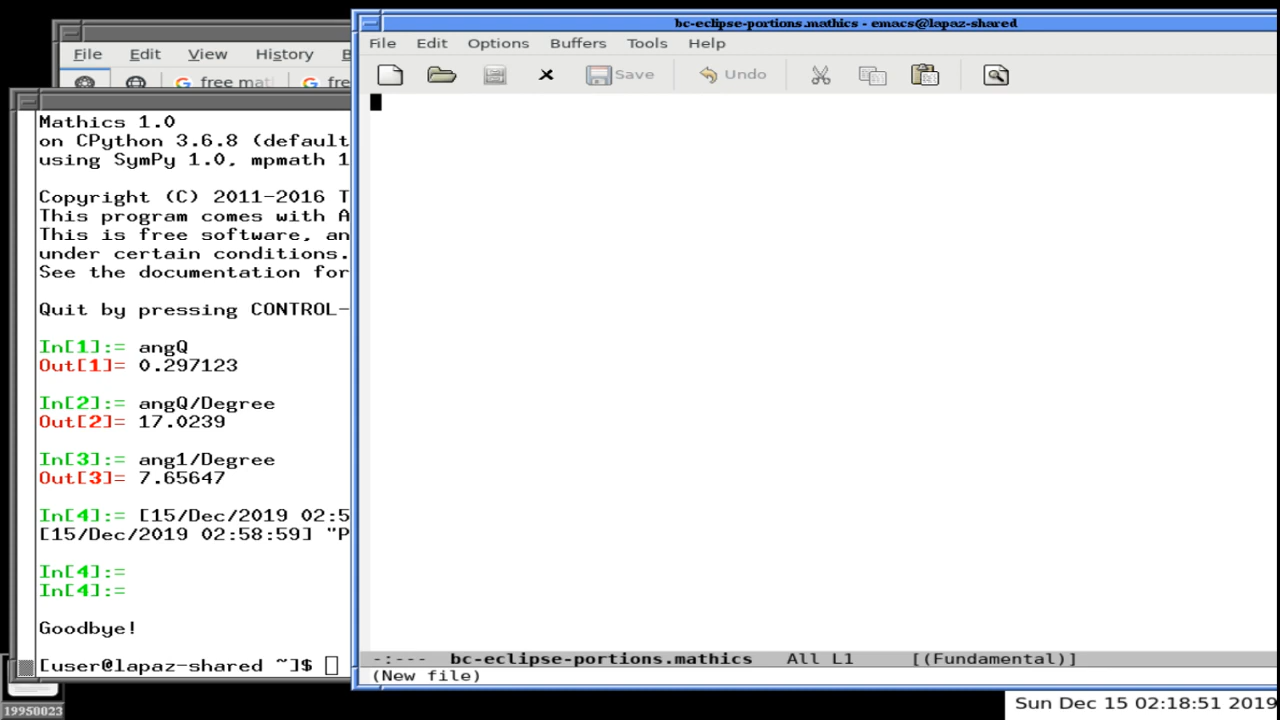 bc-eclipse-portions.mathics - emacs@lapaz-shared
File Edit View History
File Edit Options Buffers Tools Help
Save Undo
free mat
fre
Mathics 1.0
on CPython 3.6.8 (default
using SymPy 1.0, mpmath 1
Copyright (C) 2011-2016 T
This program comes with A
This is free software, an
under certain conditions.
See the documentation for
Quit by pressing CONTROL-
In[1]:= angQ
Out[1]= 0.297123
In[2]:= angQ/Degree
Out[2]= 17.0239
In[3]:= ang1/Degree
Out[3]= 7.65647
In[4]:= [15/Dec/2019 02:5
[15/Dec/2019 02:58:59] "P
In[4]:=
In[4]:=
Goodbye!
[user@lapaz-shared ~]$
-:--- bc-eclipse-portions.mathics All L1 [(Fundamental)]
(New file)
19950023
Sun Dec 15 02:18:51 2019